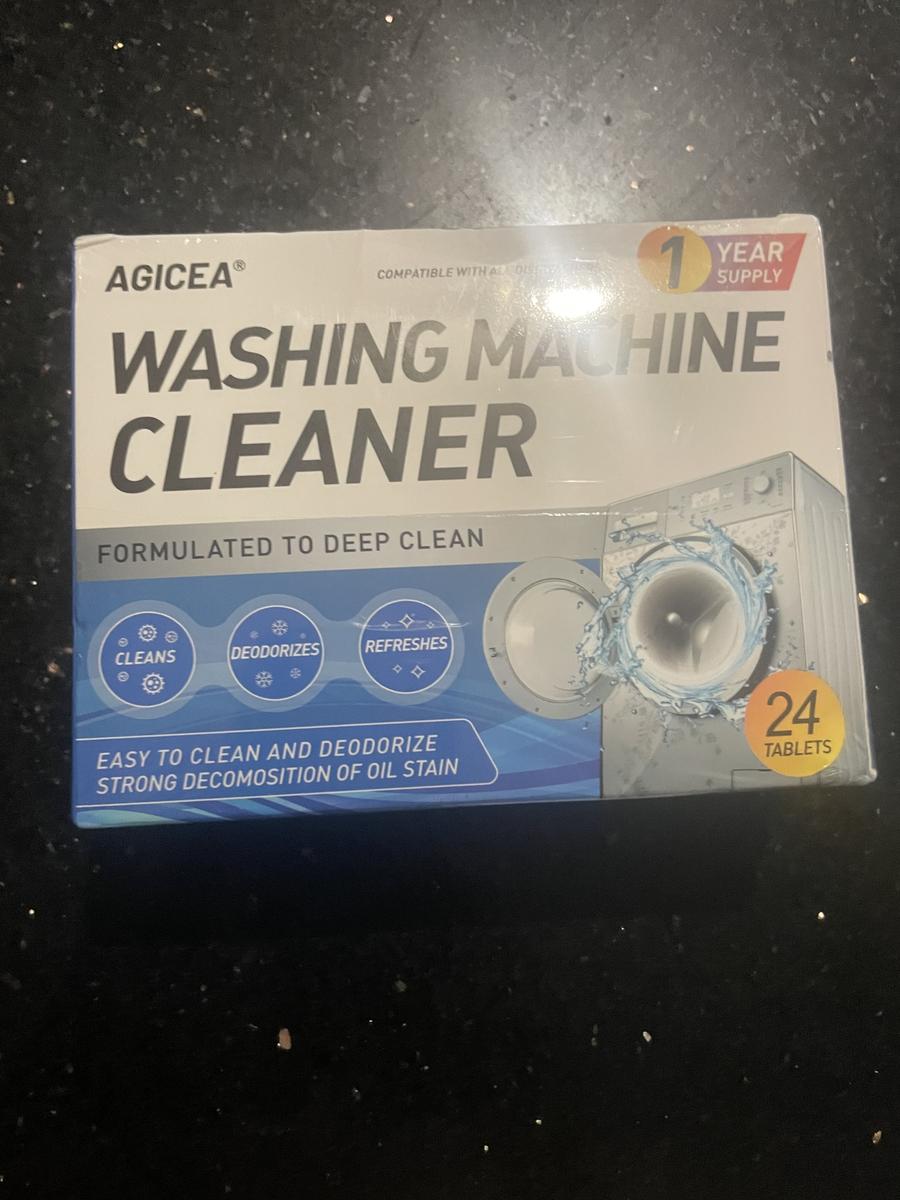 AGICEA®
COMPATIBLE WITH
1 YEAR
SUPPLY
WASHING MACHINE
CLEANER
FORMULATED TO DEEP CLEAN
CLEANS
DEODORIZES
REFRESHES
EASY TO CLEAN AND DEODORIZE
STRONG DECOMOSITION OF OIL STAIN
24
TABLETS